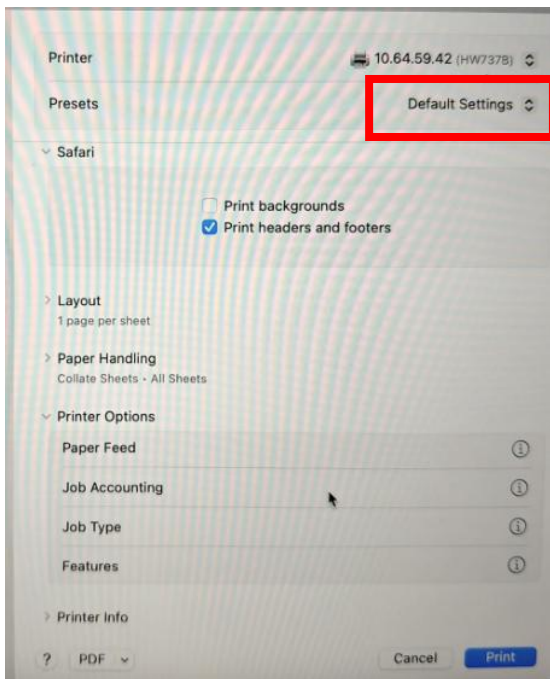 Printer 10.64.59.42 (HW7378)
Presets Default Settings
Safari
Print backgrounds
Print headers and footers
Layout
1 page per sheet
Paper Handling
Collate Sheets - All Sheets
Printer Options
Paper Feed
Job Accounting
Job Type
Features
Printer Info
? PDF Cancel Print